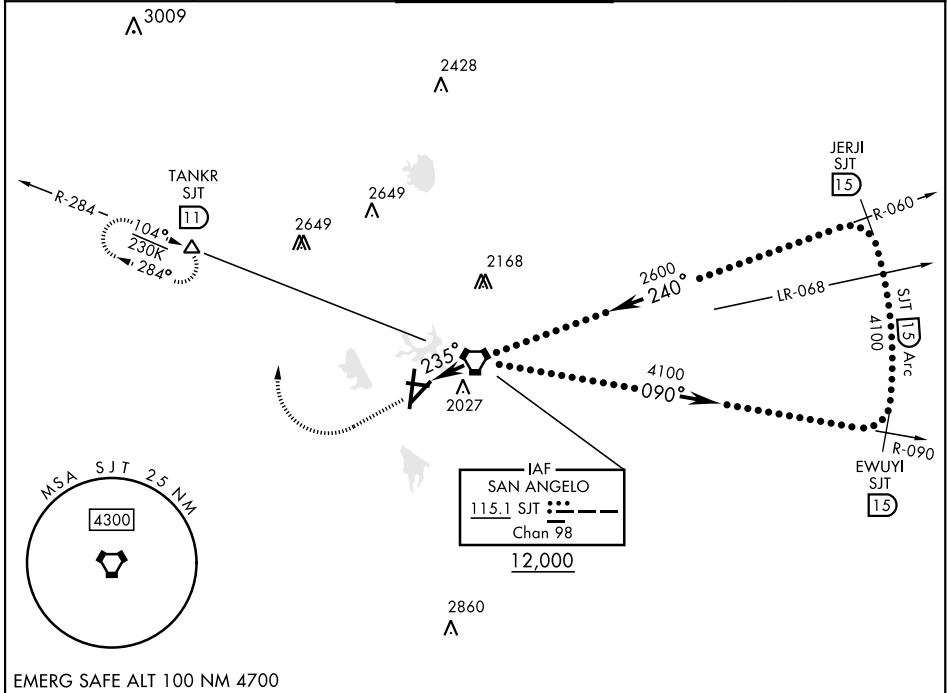 3009
2428
JERJI
SJT
15
TANKR
SJT
11
R-284
R-060
2649
104°
2649
230K
284°
2600
240°
2168
LR-068
SJT 15 Arc
4100
235°
4100
090°
2027
R-090
EWUYI
SJT
15
IAF
SAN ANGELO
115.1 SJT
Chan 98
12,000
MSA SJT 25 NM
4300
2860
EMERG SAFE ALT 100 NM 4700